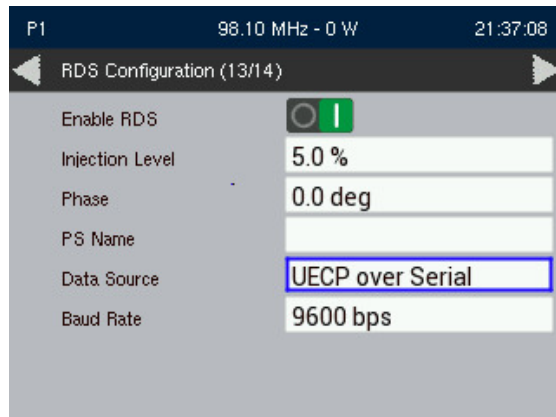 P1 98.10 MHz - 0 W 21:37:08
RDS Configuration (13/14)
Enable RDS
Injection Level 5.0 %
Phase 0.0 deg
PS Name
Data Source UECP over Serial
Baud Rate 9600 bps